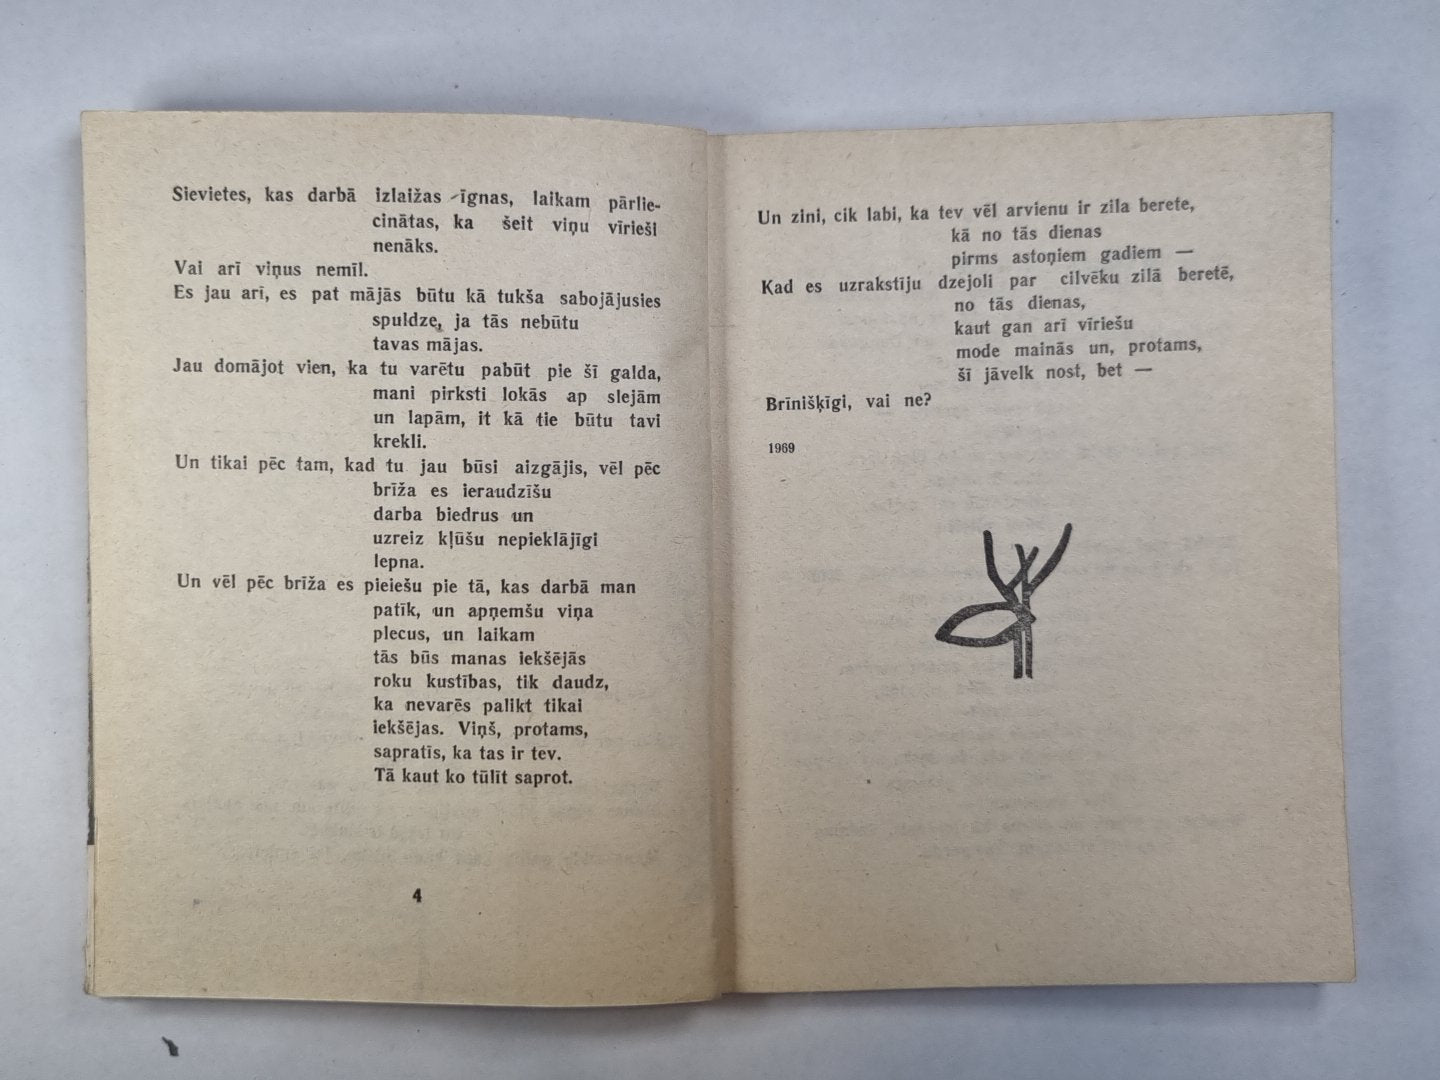 Sievietes, kas darbā izlaižas īgnas, laikam pārlie-
cinātas, ka šeit viņu vīrieši
nenāks.
Vai arī viņus nemīl.
Es jau arī, es pat mājās būtu kā tukša sabojājusies
spuldze, ja tās nebūtu
tavas mājas.
Jau domājot vien, ka tu varētu pabūt pie šī galda,
mani pirksti lokās ap slejām
un lapām, it kā tie būtu tavi
krekli.
Un tikai pēc tam, kad tu jau būsi aizgājis, vēl pēc
brīža es ieraudzīšu
darba biedrus un
uzreiz kļūšu nepieklājīgi
lepna.
Un vēl pēc brīža es pieiešu pie tā, kas darbā man
patīk, un apņemšu viņa
plecus, un laikam
tās būs manas iekšējās
roku kustības, tik daudz,
ka nevarēs palikt tikai
iekšējas. Viņš, protams,
sapratīs, ka tas ir tev.
Tā kaut ko tūlīt saprot.
4
Un zini, cik labi, ka tev vēl arvienu ir zila berete,
kā no tās dienas
pirms astoņiem gadiem —
Kad es uzrakstīju dzejoli par cilvēku zilā beretē,
no tās dienas,
kaut gan arī vīriešu
mode mainās un, protams,
šī jāvelk nost, bet —
Brīnišķīgi, vai ne?
1969